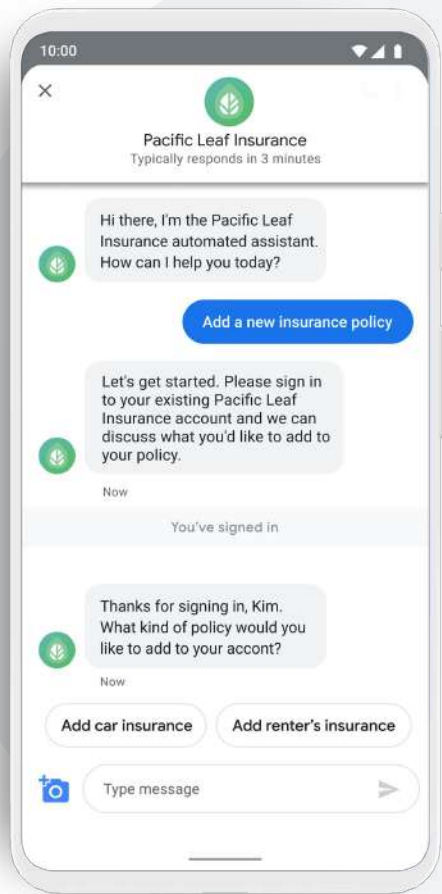 10:00
Pacific Leaf Insurance
Typically responds in 3 minutes
Hi there, I'm the Pacific Leaf
Insurance automated assistant.
How can I help you today?
Add a new insurance policy
Let's get started. Please sign in
to your existing Pacific Leaf
Insurance account and we can
discuss what you'd like to add to
your policy.
Now
You've signed in
Thanks for signing in, Kim.
What kind of policy would you
like to add to your accont?
Now
Add car insurance Add renter's insurance
Type message